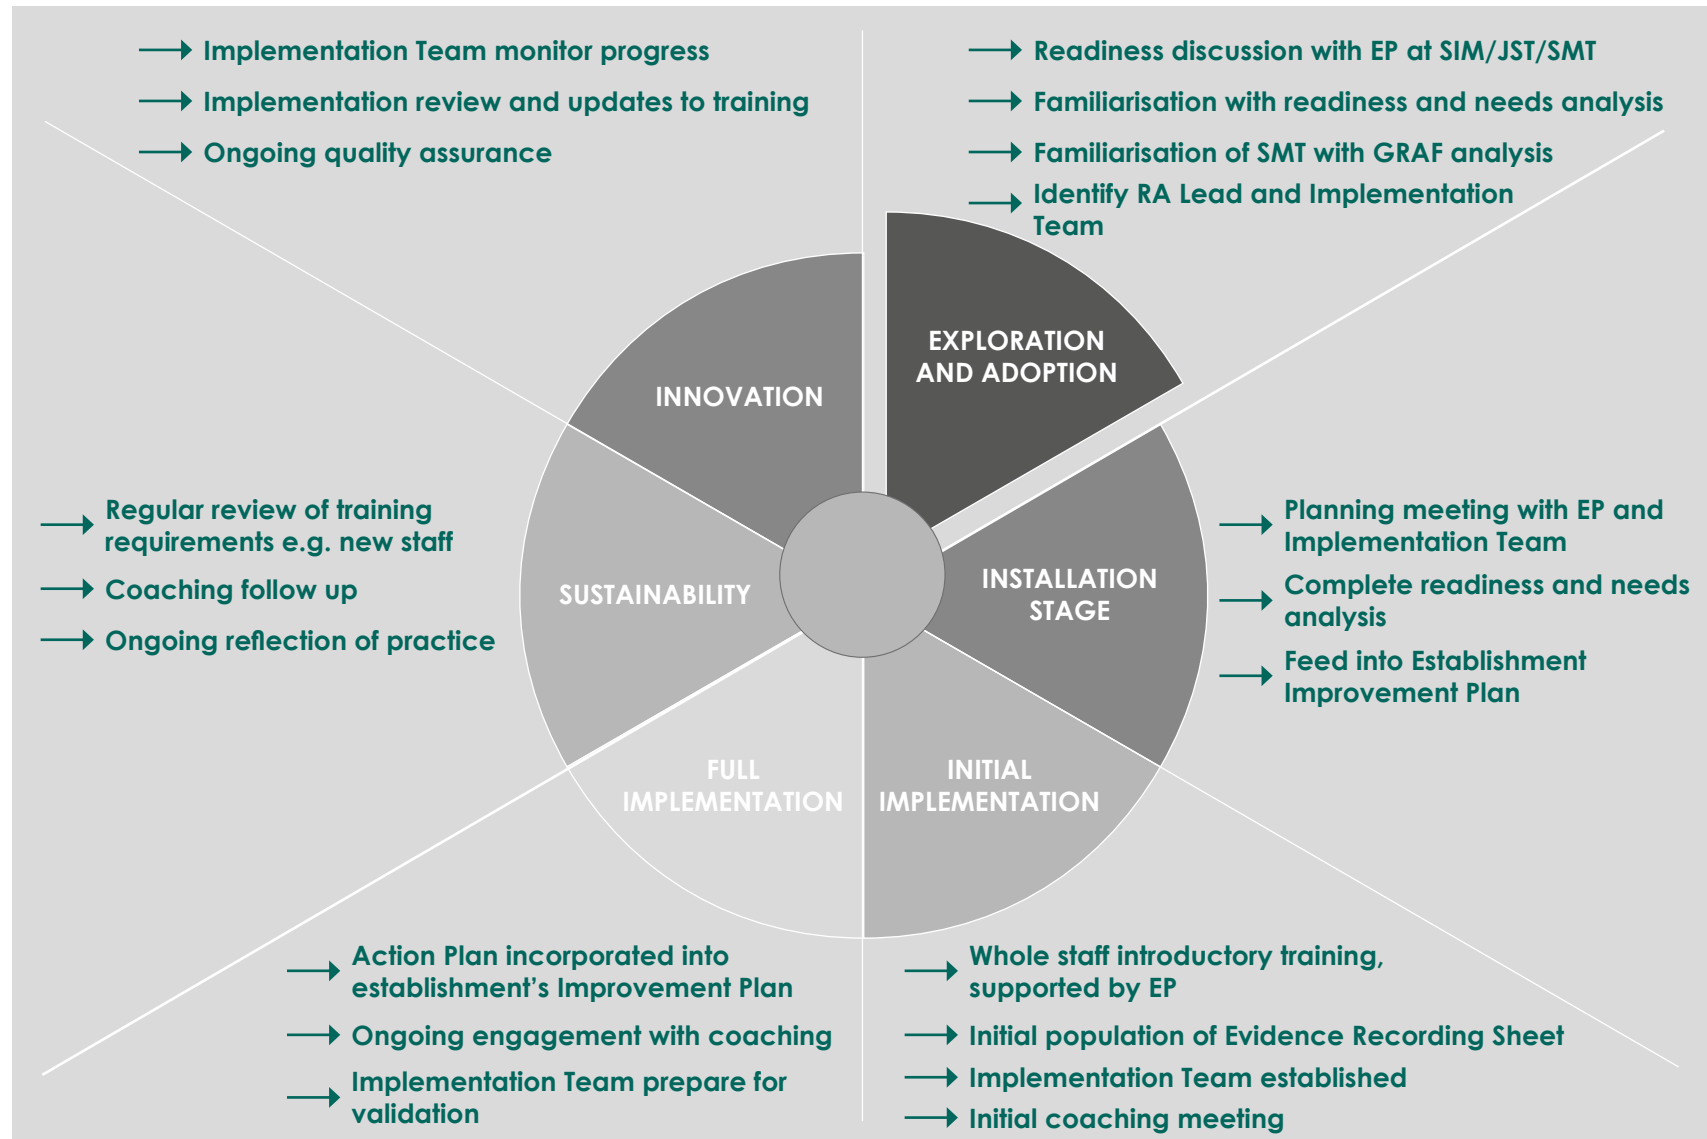 Implementation Team monitor progress
Implementation review and updates to training
Ongoing quality assurance
Readiness discussion with EP at SIM/JST/SMT
Familiarisation with readiness and needs analysis
Familiarisation of SMT with GRAF analysis
Identify RA Lead and Implementation
Team
EXPLORATION
AND ADOPTION
INNOVATION
Regular review of training
requirements e.g. new staff
Coaching follow up
Ongoing reflection of practice
SUSTAINABILITY
INSTALLATION
STAGE
Planning meeting with EP and
Implementation Team
Complete readiness and needs
analysis
Feed into Establishment
Improvement Plan
FULL
IMPLEMENTATION
INITIAL
IMPLEMENTATION
Action Plan incorporated into
establishment’s Improvement Plan
Ongoing engagement with coaching
Implementation Team prepare for
validation
Whole staff introductory training,
supported by EP
Initial population of Evidence Recording Sheet
Implementation Team established
Initial coaching meeting